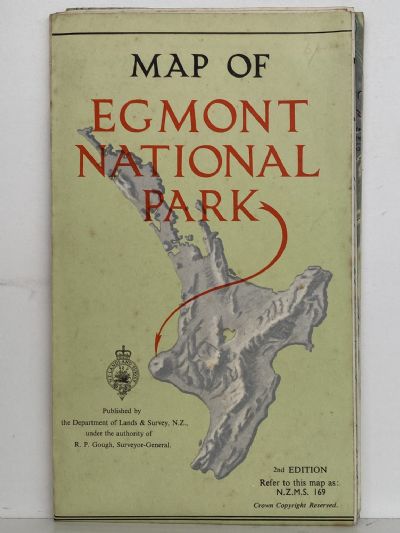 MAP OF
EGMONT
NATIONAL
PARK
Published by
the Department of Lands & Survey, N.Z.,
under the authority of
R. P. Gough, Surveyor-General.
2nd EDITION
Refer to this map as:
N.Z.M.S. 169
Crown Copyright Reserved.